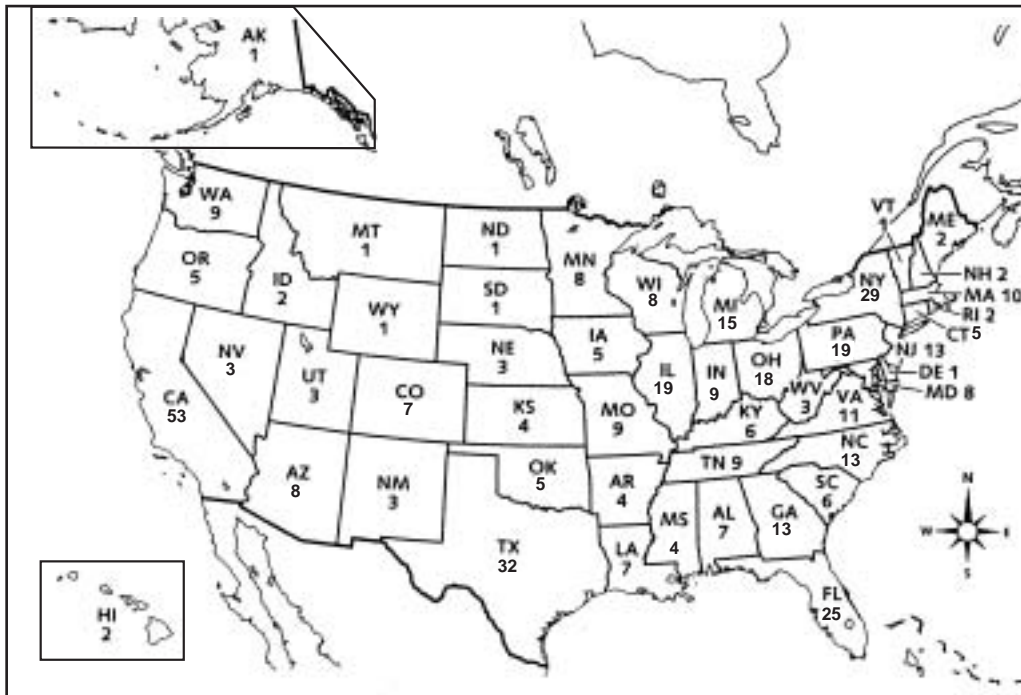 AK
1
WA
9
MT
1
ND
1
MN
8
VT
1
ME
2
OR
5
ID
2
SD
1
WI
8
MI
15
NY
29
NH 2
MA 10
RI 2
CT 5
WY
1
IA
5
PA
19
NJ 13
DE 1
MD 8
NV
3
UT
3
NE
3
CO
7
IL
19
IN
9
OH
18
WV
3
VA
11
CA
53
KS
4
MO
9
KY
6
NC
13
TN 9
AZ
8
NM
3
OK
5
AR
4
SC
6
MS
4
AL
7
GA
13
N
W
E
S
TX
32
LA
7
FL
25
HI
2